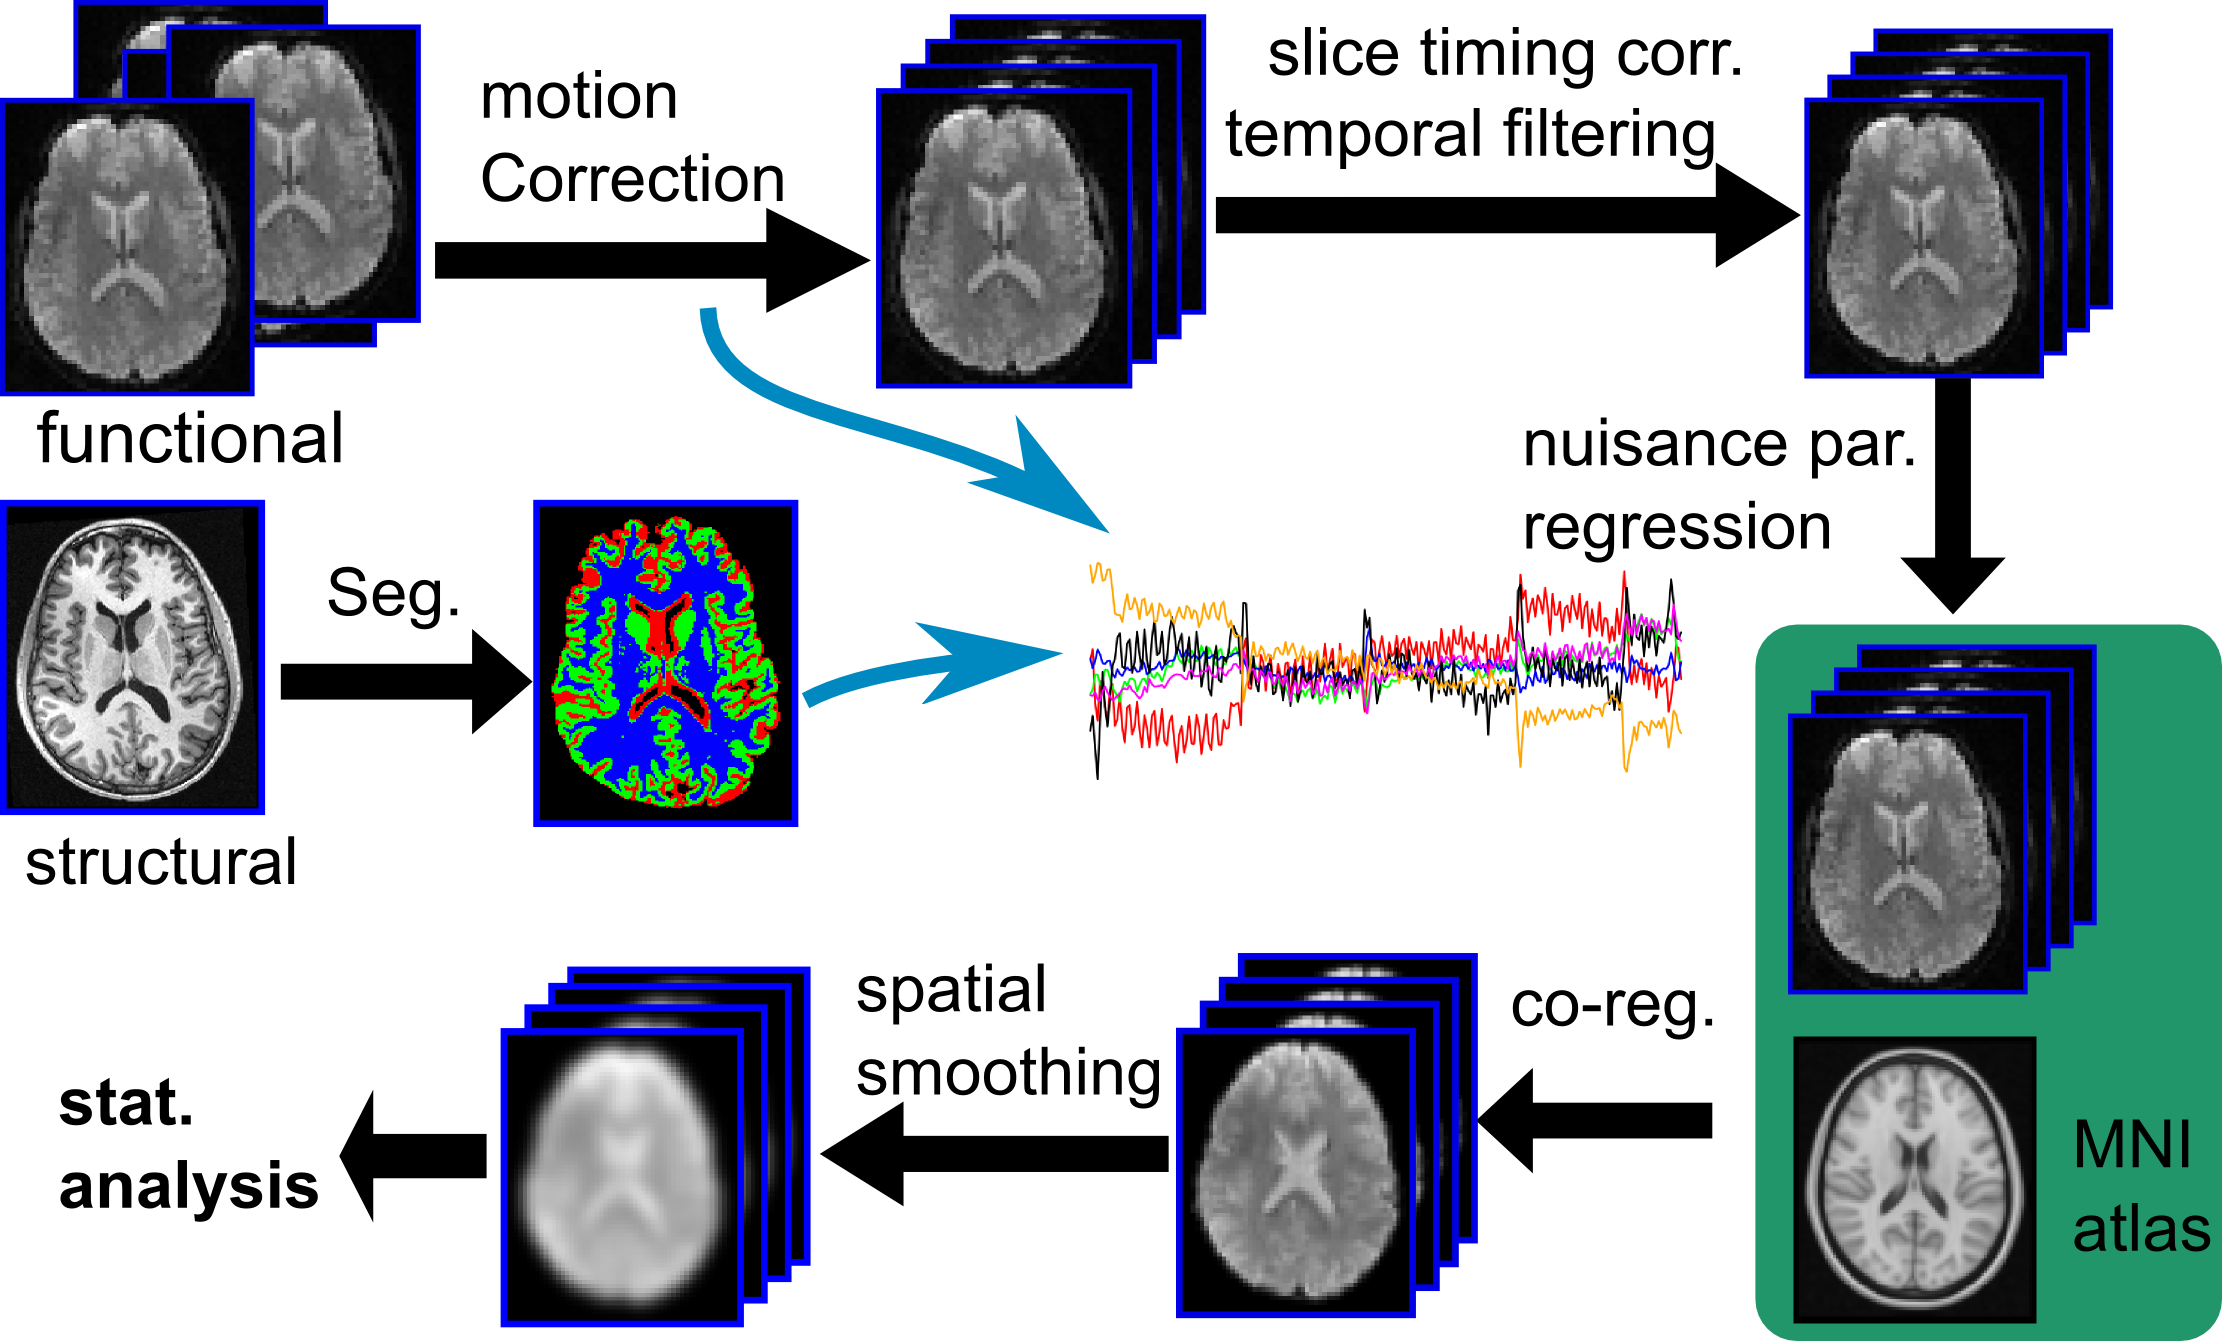 motion
Correction
slice timing corr.
temporal filtering
functional
nuisance par.
regression
Seg.
structural
co-reg.
spatial
smoothing
stat.
analysis
MNI
atlas